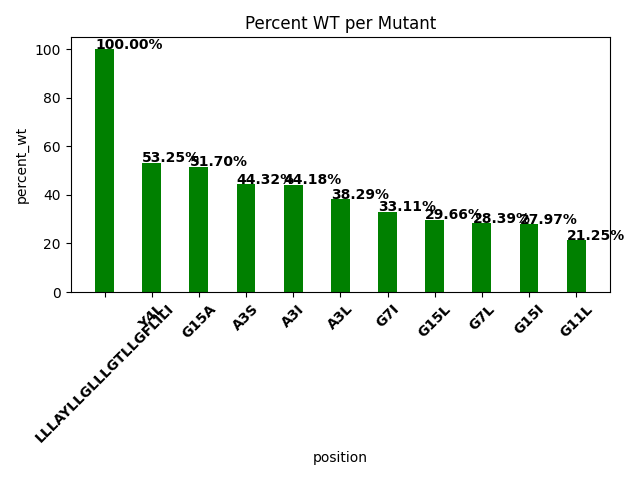 Percent WT per Mutant
percent_wt
100
80
60
40
20
0
100.00%
53.25%
51.70%
44.32%
44.18%
38.29%
33.11%
29.66%
28.39%
27.97%
21.25%
LLLAYLLGLLLGTLLGFLILI
Y4L
G15A
A3S
A3I
A3L
G7I
G15L
G7L
G15I
G11L
position